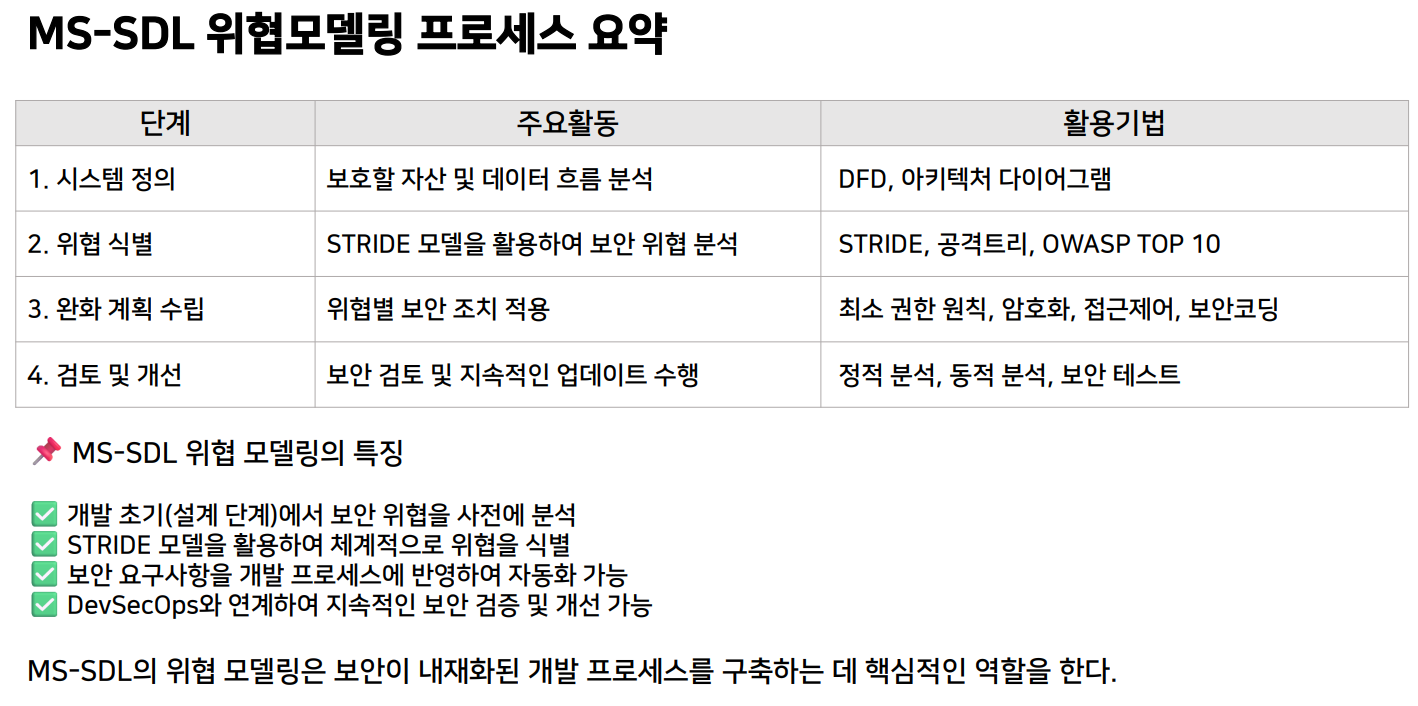 MS-SDL 위협모델링 프로세스 요약
단계 주요활동 활용기법
1. 시스템 정의 보호할 자산 및 데이터 흐름 분석 DFD, 아키텍처 다이어그램
2. 위협 식별 STRIDE 모델을 활용하여 보안 위협 분석 STRIDE, 공격트리, OWASP TOP 10
3. 완화 계획 수립 위협별 보안 조치 적용 최소 권한 원칙, 암호화, 접근제어, 보안코딩
4. 검토 및 개선 보안 검토 및 지속적인 업데이트 수행 정적 분석, 동적 분석, 보안 테스트
📌 MS-SDL 위협 모델링의 특징
✅ 개발 초기(설계 단계)에서 보안 위협을 사전에 분석
✅ STRIDE 모델을 활용하여 체계적으로 위협을 식별
✅ 보안 요구사항을 개발 프로세스에 반영하여 자동화 가능
✅ DevSecOps와 연계하여 지속적인 보안 검증 및 개선 가능
MS-SDL의 위협 모델링은 보안이 내재화된 개발 프로세스를 구축하는 데 핵심적인 역할을 한다.